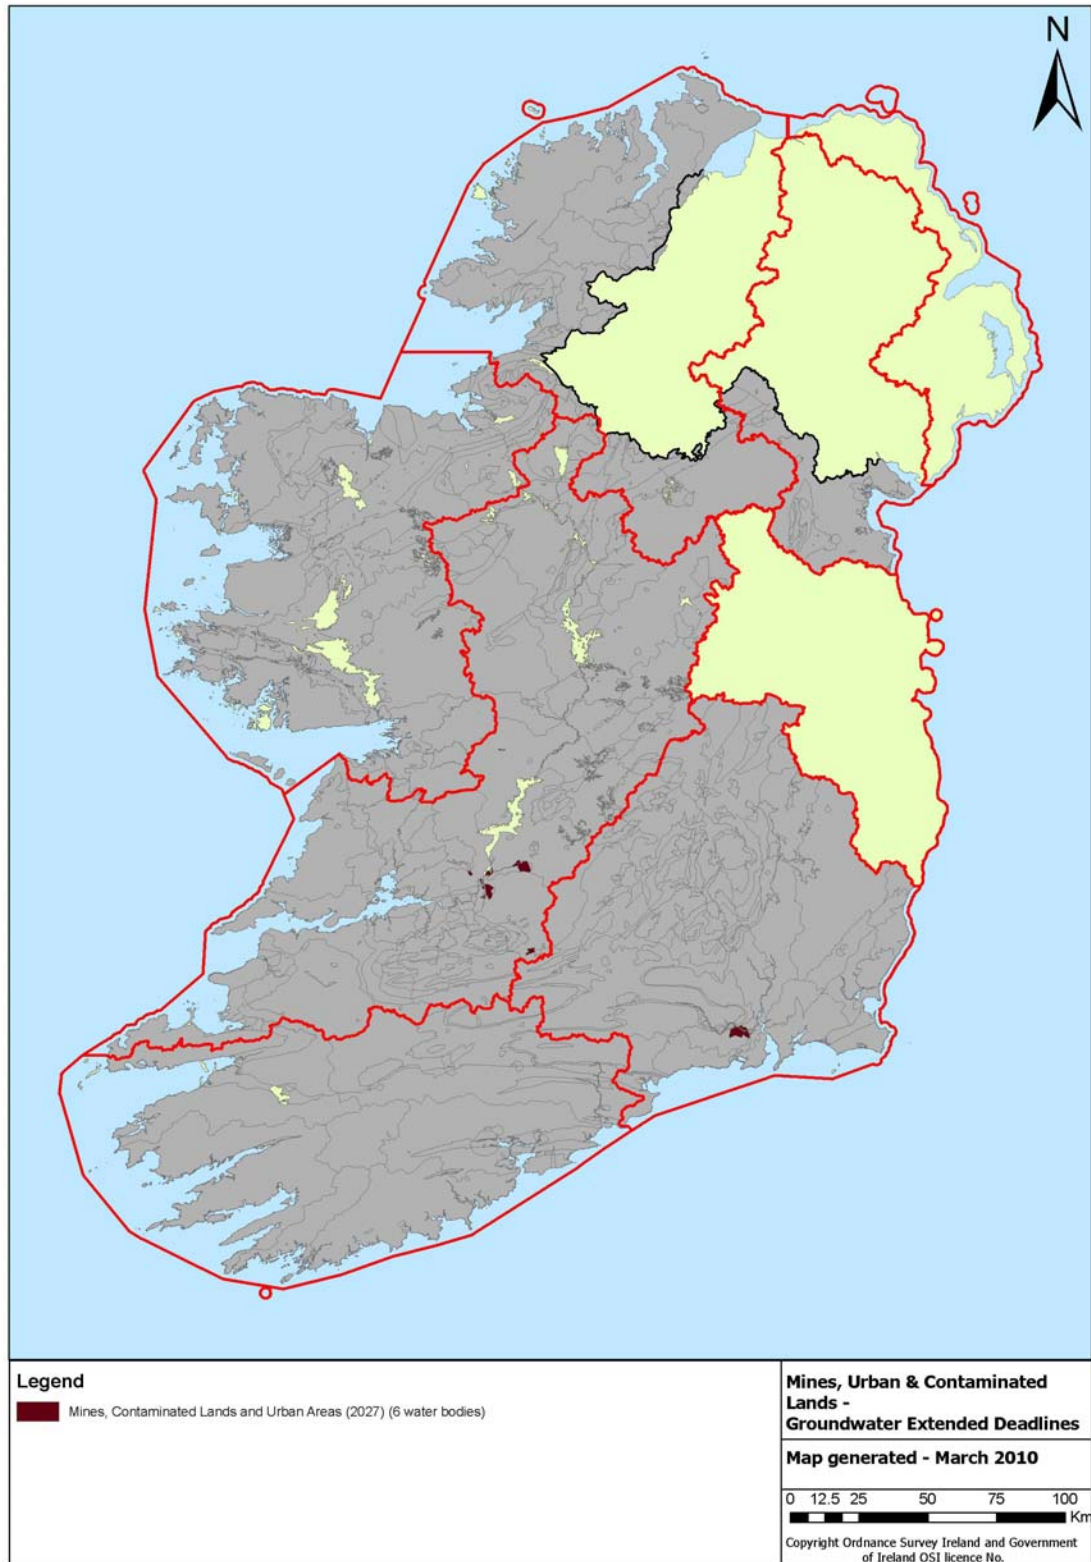 N
Legend
Mines, Contaminated Lands and Urban Areas (2027) (6 water bodies)
Mines, Urban & Contaminated
Lands -
Groundwater Extended Deadlines
Map generated - March 2010
0 12.5 25 50 75 100
Km
Copyright Ordnance Survey Ireland and Government
of Ireland OSI licence No.